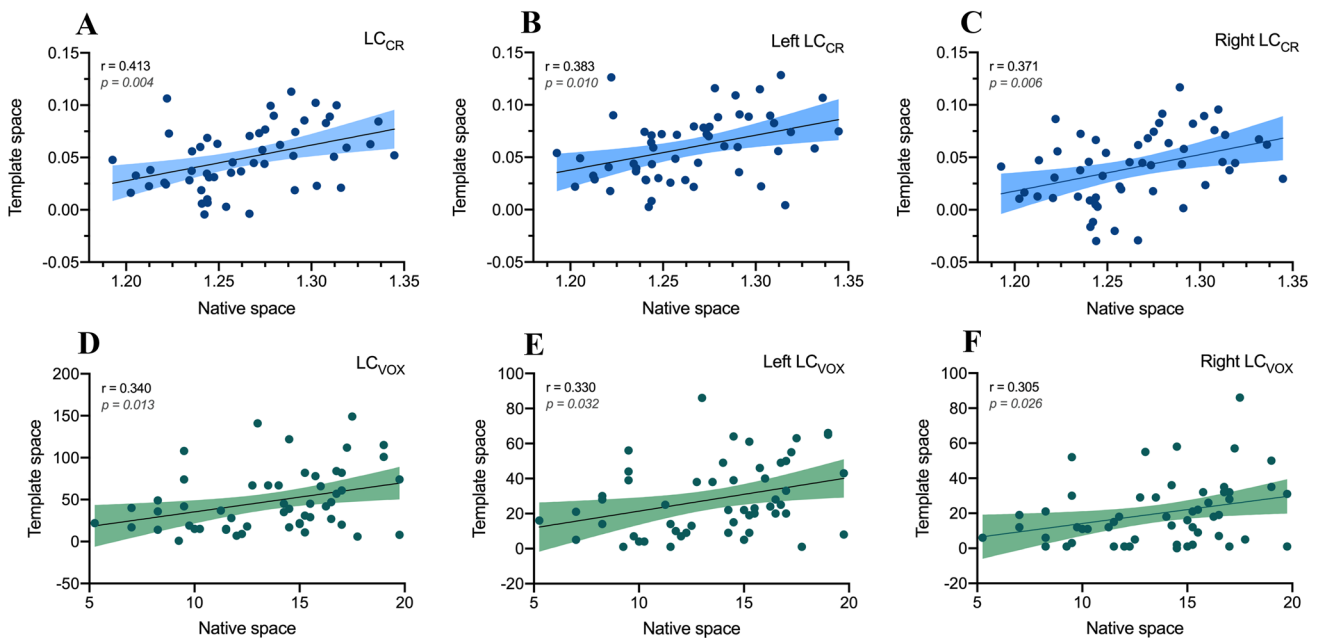 A
LC_CR
r = 0.413
p = 0.004
Template space
0.15
0.10
0.05
0.00
-0.05
1.20
1.25
1.30
1.35
Native space
B
Left LC_CR
r = 0.383
p = 0.010
Template space
0.15
0.10
0.05
0.00
-0.05
1.20
1.25
1.30
1.35
Native space
C
Right LC_CR
r = 0.371
p = 0.006
Template space
0.15
0.10
0.05
0.00
-0.05
1.20
1.25
1.30
1.35
Native space
D
LC_VOX
r = 0.340
p = 0.013
Template space
200
150
100
50
0
-50
5
10
15
20
Native space
E
Left LC_VOX
r = 0.330
p = 0.032
Template space
100
80
60
40
20
0
-20
5
10
15
20
Native space
F
Right LC_VOX
r = 0.305
p = 0.026
Template space
100
80
60
40
20
0
-20
5
10
15
20
Native space